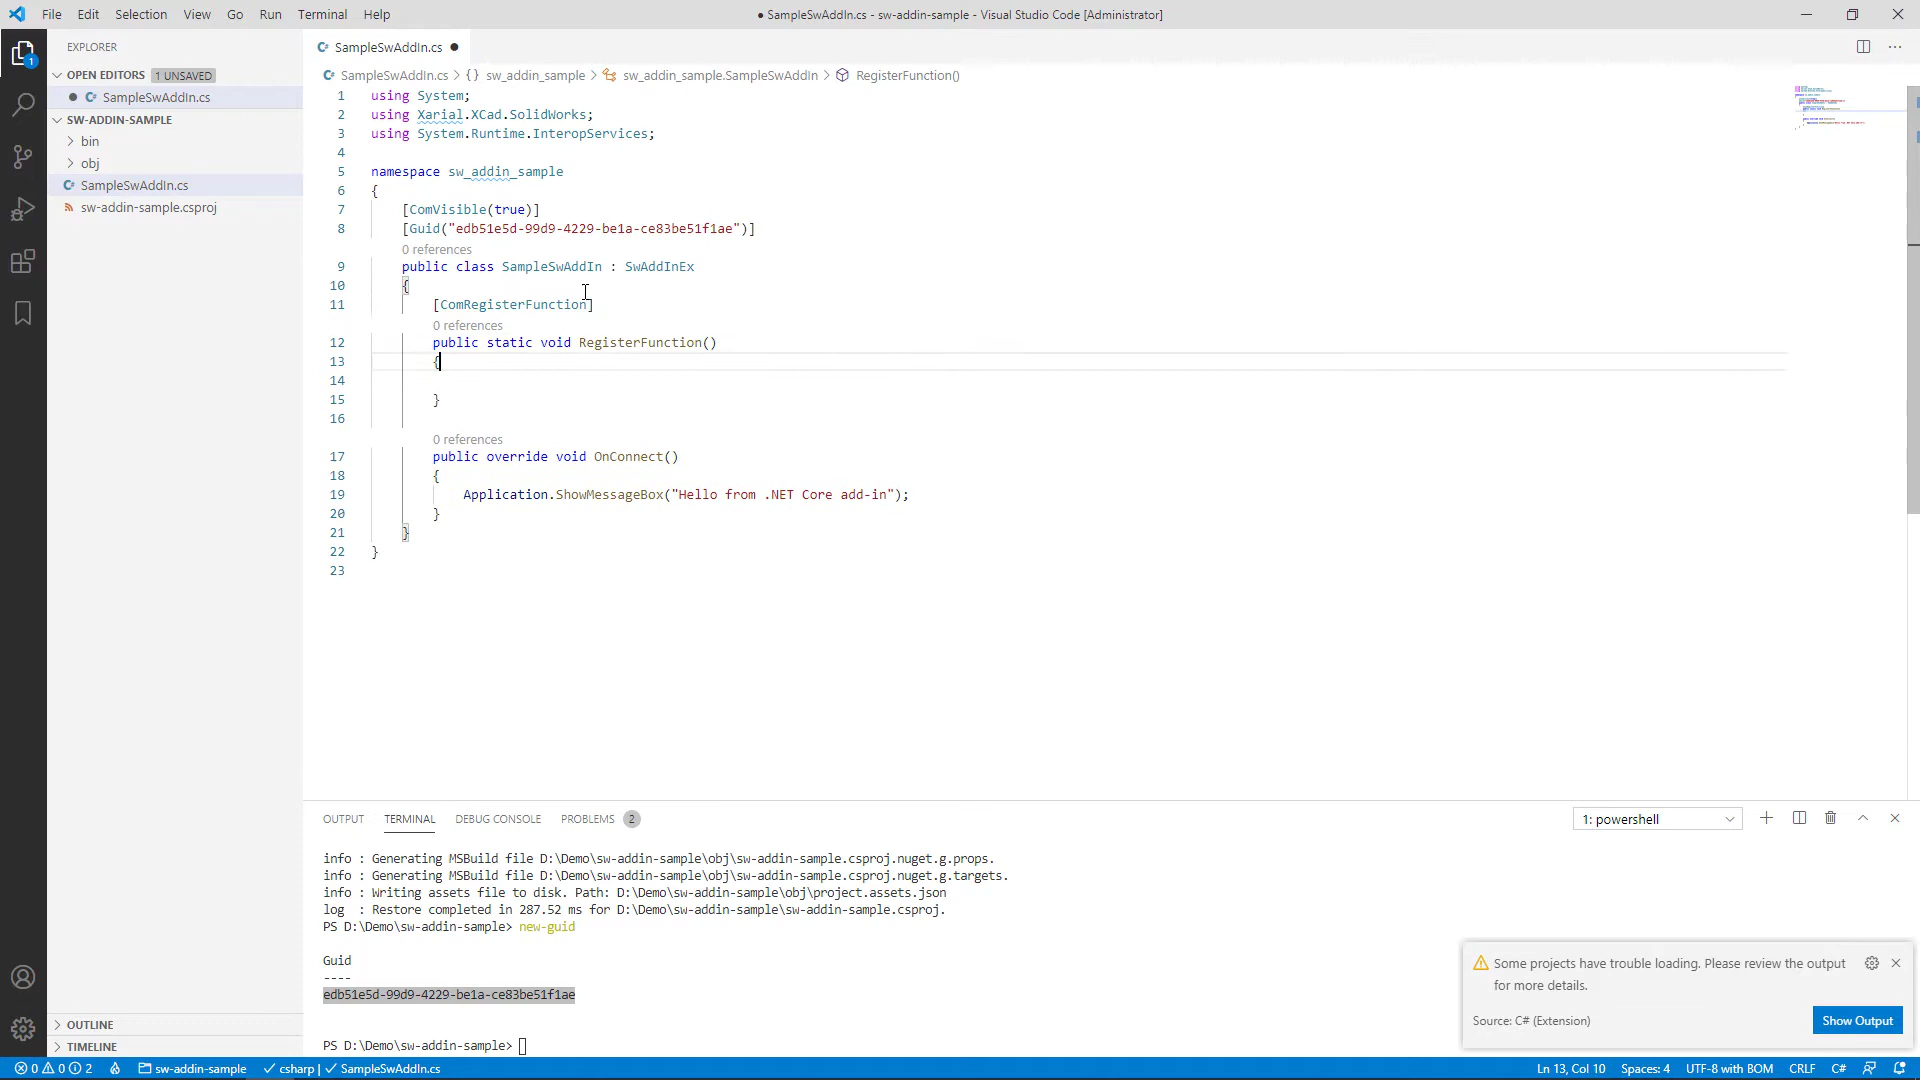 File Edit Selection View Go Run Terminal Help
● SampleSwAddIn.cs - sw-addin-sample - Visual Studio Code [Administrator]
EXPLORER
OPEN EDITORS 1 UNSAVED
SampleSwAddIn.cs
SW-ADDIN-SAMPLE
bin
obj
SampleSwAddIn.cs
sw-addin-sample.csproj
OUTLINE
TIMELINE
1
SampleSwAddIn.cs
SampleSwAddIn.cs > {} sw_addin_sample > sw_addin_sample.SampleSwAddIn > RegisterFunction()
1 using System;
2 using Xarial.XCad.SolidWorks;
3 using System.Runtime.InteropServices;
4
5 namespace sw_addin_sample
6 {
7 [ComVisible(true)]
8 [Guid("edb51e5d-99d9-4229-be1a-ce83be51f1ae")]
0 references
9 public class SampleSwAddIn : SwAddInEx
10 {
11 [ComRegisterFunction]
0 references
12 public static void RegisterFunction()
13 {
14
15 }
16
0 references
17 public override void OnConnect()
18 {
19 Application.ShowMessageBox("Hello from .NET Core add-in");
20 }
21 }
22 }
23
OUTPUT TERMINAL DEBUG CONSOLE PROBLEMS 2
1: powershell
info : Generating MSBuild file D:\Demo\sw-addin-sample\obj\sw-addin-sample.csproj.nuget.g.props.
info : Generating MSBuild file D:\Demo\sw-addin-sample\obj\sw-addin-sample.csproj.nuget.g.targets.
info : Writing assets file to disk. Path: D:\Demo\sw-addin-sample\obj\project.assets.json
log : Restore completed in 287.52 ms for D:\Demo\sw-addin-sample\sw-addin-sample.csproj.
PS D:\Demo\sw-addin-sample> new-guid
Guid
----
edb51e5d-99d9-4229-be1a-ce83be51f1ae
PS D:\Demo\sw-addin-sample>
Some projects have trouble loading. Please review the output
for more details.
Source: C# (Extension)
Show Output
0 0 2 sw-addin-sample csharp | SampleSwAddIn.cs
Ln 13, Col 10 Spaces: 4 UTF-8 with BOM CRLF C#